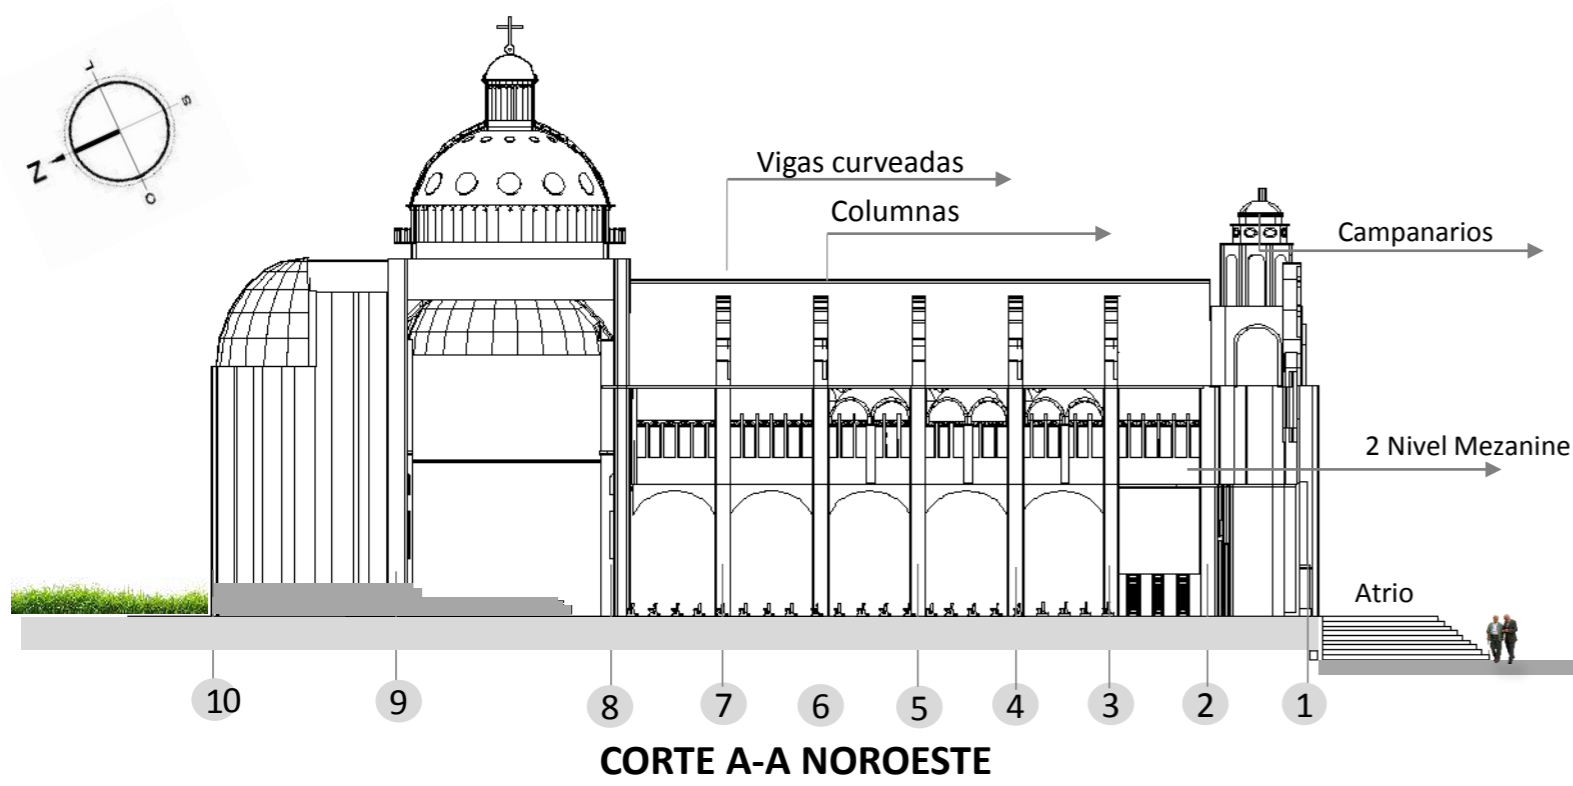 L
S
N
O
Vigas curveadas
Columnas
Campanarios
2 Nivel Mezanine
Atrio
10 9 8 7 6 5 4 3 2 1
CORTE A-A NOROESTE